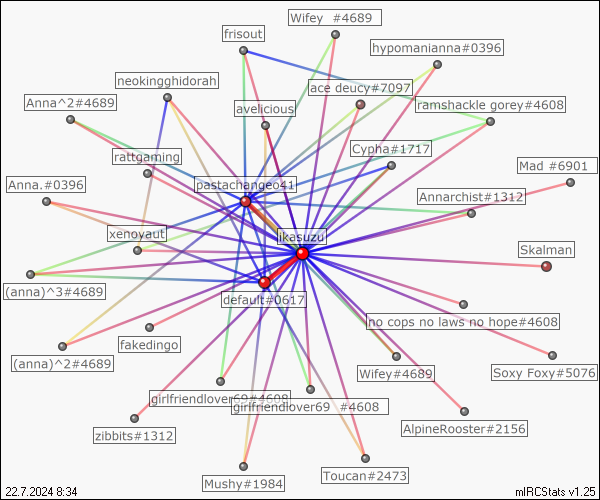 Wifey  #4689
frisout
hypomanianna#0396
neokingghidorah
ace deucy#7097
Anna^2#4689
avelicious
ramshackle gorey#4608
Cypha#1717
rattgaming
Mad #6901
Anna.#0396
pastachangeo41
Annarchist#1312
xenoyaut
ikasuzu
Skalman
(anna)^3#4689
default#0617
no cops no laws no hope#4608
fakedingo
(anna)^2#4689
Wifey#4689
Soxy Foxy#5076
girlfriendlover69#4608
girlfriendlover69  #4608
zibbits#1312
AlpineRooster#2156
Mushy#1984
Toucan#2473
22.7.2024 8:34
mIRCStats v1.25